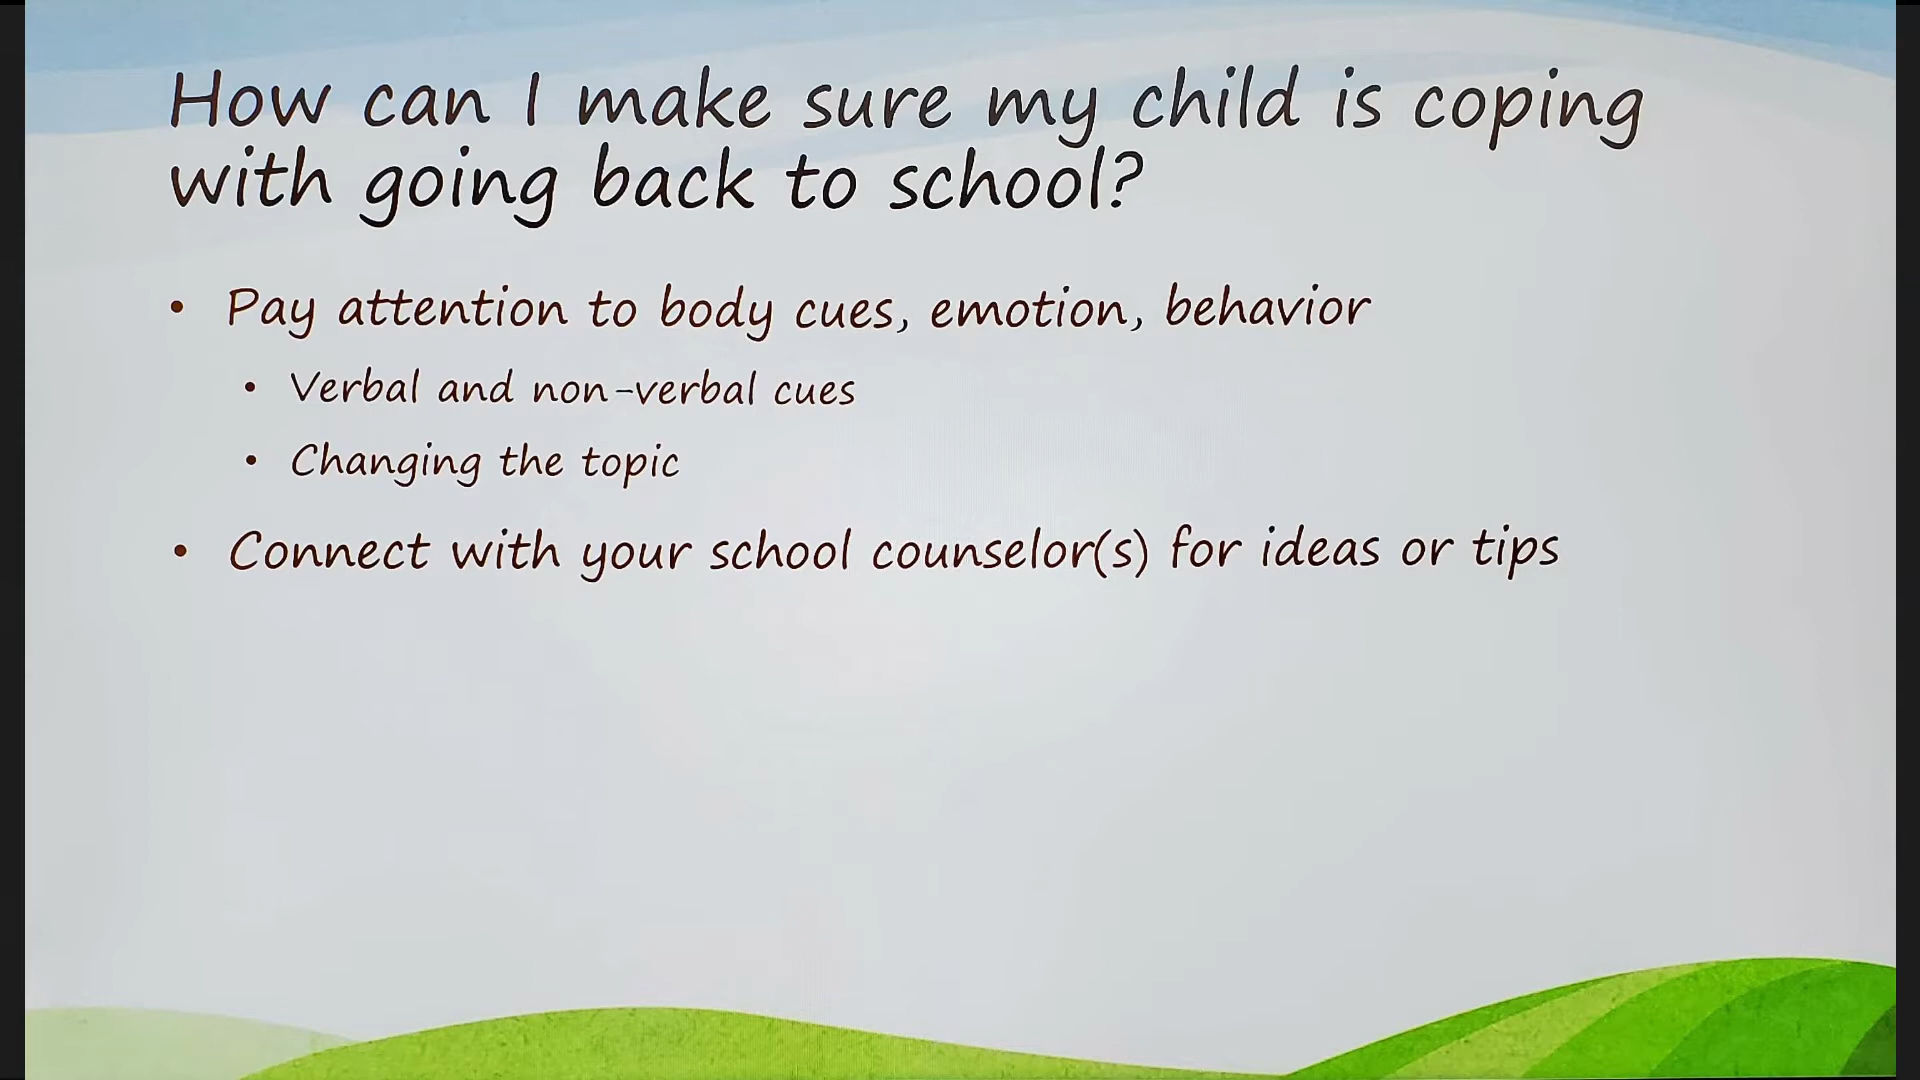 How can I make sure my child is coping
with going back to school?
• Pay attention to body cues, emotion, behavior
• Verbal and non-verbal cues
• Changing the topic
• Connect with your school counselor(s) for ideas or tips